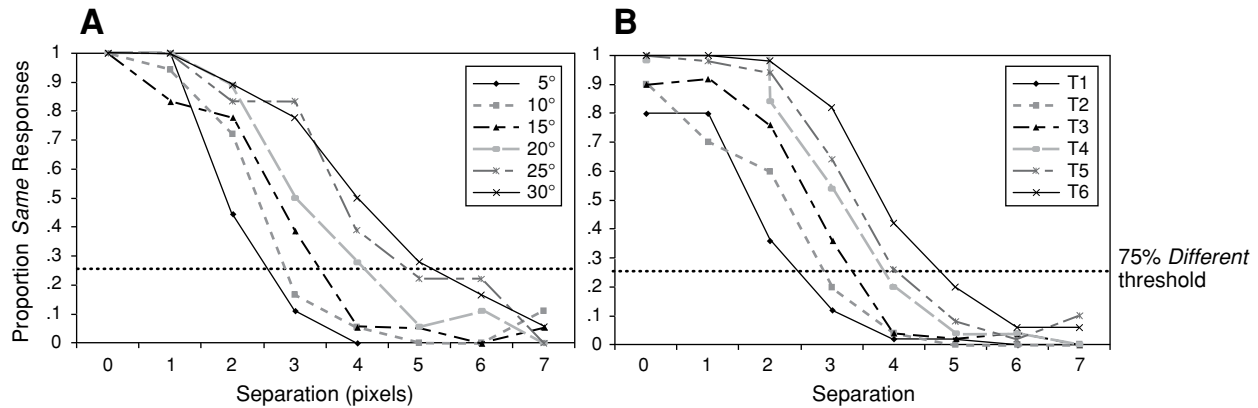 A
Proportion Same Responses
1
.9
.8
.7
.6
.5
.4
.3
.2
.1
0
0 1 2 3 4 5 6 7
Separation (pixels)
5°
10°
15°
20°
25°
30°
B
1
.9
.8
.7
.6
.5
.4
.3
.2
.1
0
0 1 2 3 4 5 6 7
Separation
T1
T2
T3
T4
T5
T6
75% Different
threshold